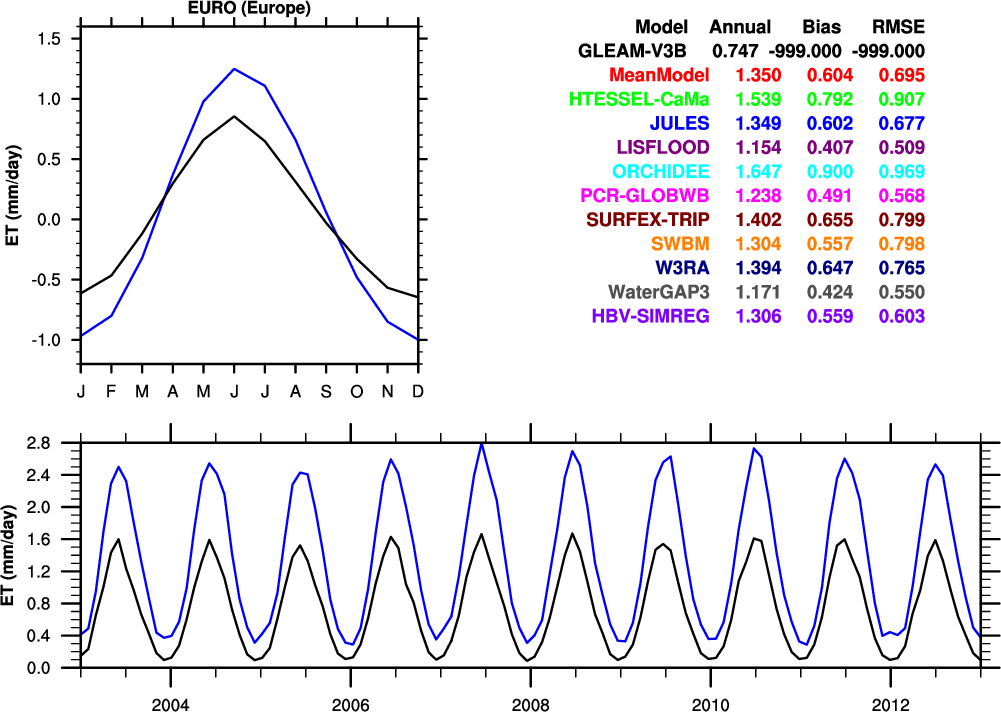 EURO (Europe)
ET (mm/day)
1.5
1.0
0.5
0.0
-0.5
-1.0
J F M A M J J A S O N D
Model Annual Bias RMSE
GLEAM-V3B 0.747 -999.000 -999.000
MeanModel 1.350 0.604 0.695
HTESSEL-CaMa 1.539 0.792 0.907
JULES 1.349 0.602 0.677
LISFLOOD 1.154 0.407 0.509
ORCHIDEE 1.647 0.900 0.969
PCR-GLOBWB 1.238 0.491 0.568
SURFEX-TRIP 1.402 0.655 0.799
SWBM 1.304 0.557 0.798
W3RA 1.394 0.647 0.765
WaterGAP3 1.171 0.424 0.550
HBV-SIMREG 1.306 0.559 0.603
ET (mm/day)
2.8
2.4
2.0
1.6
1.2
0.8
0.4
0.0
2004 2006 2008 2010 2012